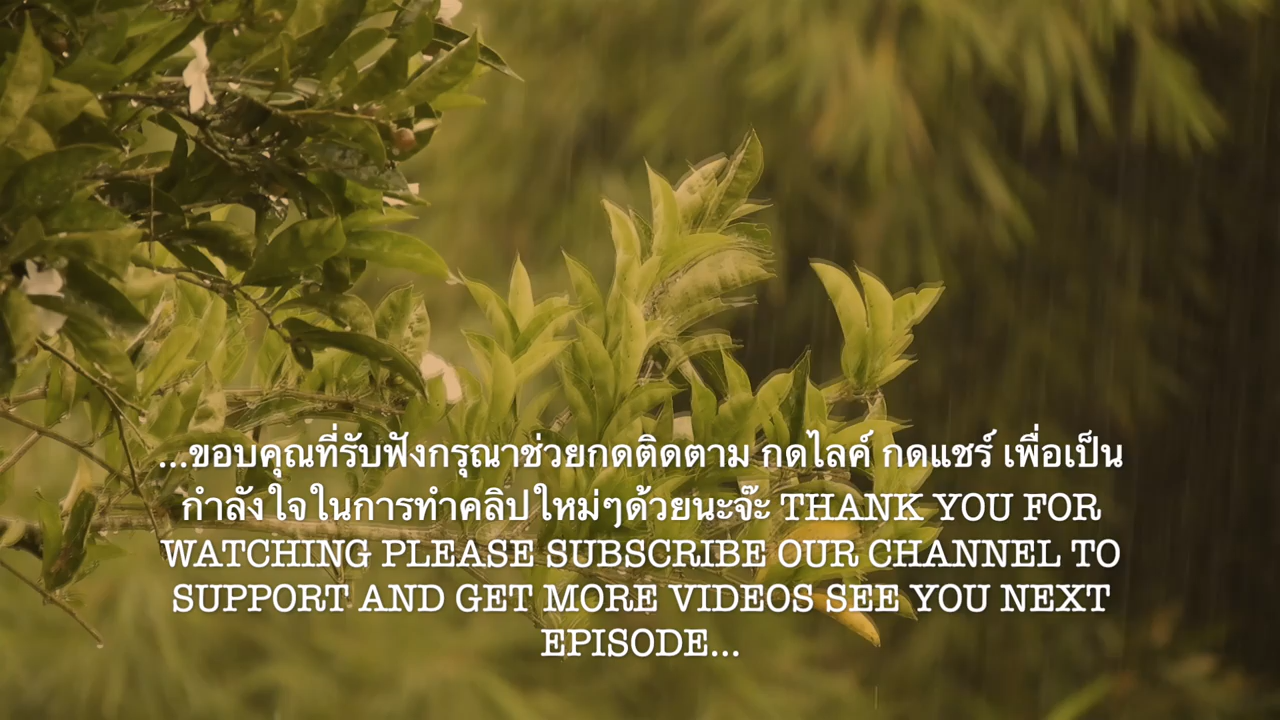 ...ขอบคุณที่รับฟังกรุณาช่วยกดติดตาม กดไลค์ กดแชร์ เพื่อเป็น
กำลังใจในการทำคลิปใหม่ๆด้วยนะจ๊ะ THANK YOU FOR
WATCHING PLEASE SUBSCRIBE OUR CHANNEL TO
SUPPORT AND GET MORE VIDEOS SEE YOU NEXT
EPISODE...